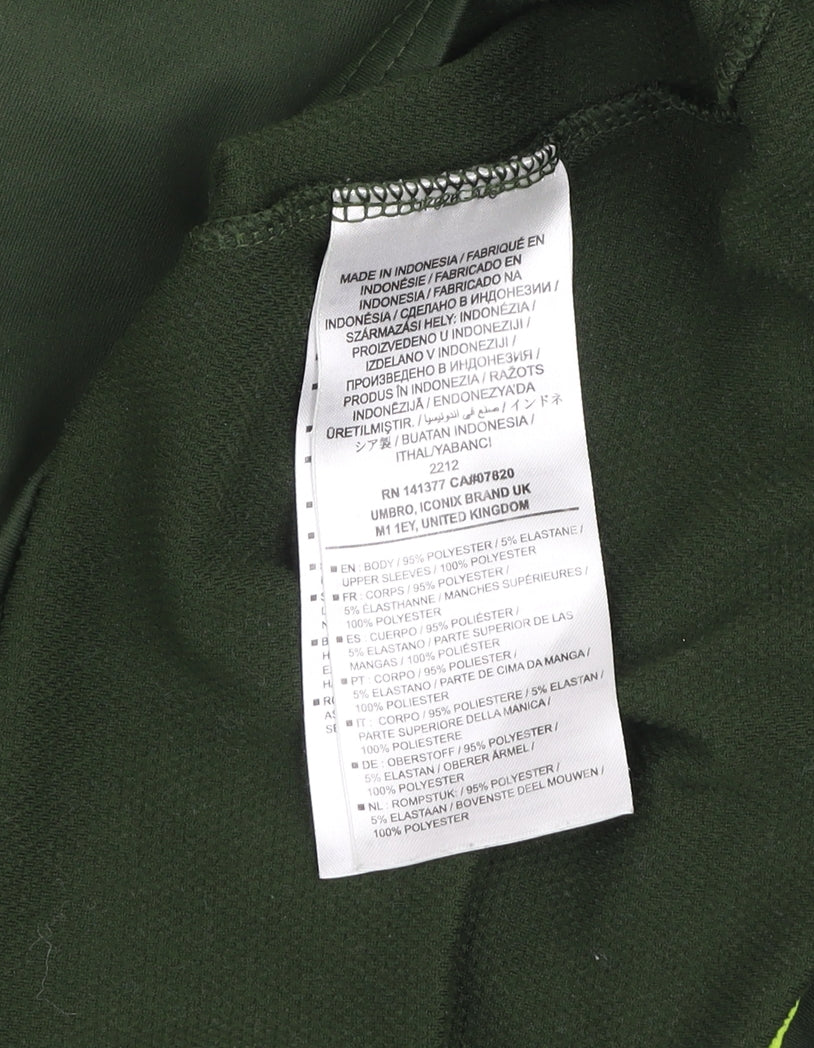 MADE IN INDONESIA / FABRIQUÉ EN
INDONÉSIE / FABRICADO EN
INDONESIA / FABRICADO NA
INDONÉSIA / СДЕЛАНО В ИНДОНЕЗИИ /
SZÁRMAZÁSI HELY: INDONÉZIA /
PROIZVEDENO U INDONEZIJI /
IZDELANO V INDONEZIJI /
ПРОИЗВЕДЕНО В ИНДОНЕЗИЯ /
PRODUS ÎN INDONEZIA / RAŽOTS
INDONĒZIJĀ / ENDONEZYA'DA
ÜRETILMIŞTIR. / صنع في اندونيسيا / インドネ
シア製 / BUATAN INDONESIA /
ITHAL/YABANCI
2212
RN 141377 CA#07820
UMBRO, ICONIX BRAND UK
M1 1EY, UNITED KINGDOM
EN : BODY / 95% POLYESTER / 5% ELASTANE /
UPPER SLEEVES / 100% POLYESTER
FR : CORPS / 95% POLYESTER /
5% ÉLASTHANNE / MANCHES SUPÉRIEURES /
100% POLYESTER
ES : CUERPO / 95% POLIÉSTER /
5% ELASTANO / PARTE SUPERIOR DE LAS
MANGAS / 100% POLIÉSTER
PT : CORPO / 95% POLIESTER /
5% ELASTANO / PARTE DE CIMA DA MANGA /
100% POLIESTER
IT : CORPO / 95% POLIESTERE / 5% ELASTAN /
PARTE SUPERIORE DELLA MANICA /
100% POLIESTERE
DE : OBERSTOFF / 95% POLYESTER /
5% ELASTAN / OBERER ÄRMEL /
100% POLYESTER
NL : ROMPSTUK: / 95% POLYESTER /
5% ELASTAAN / BOVENSTE DEEL MOUWEN /
100% POLYESTER